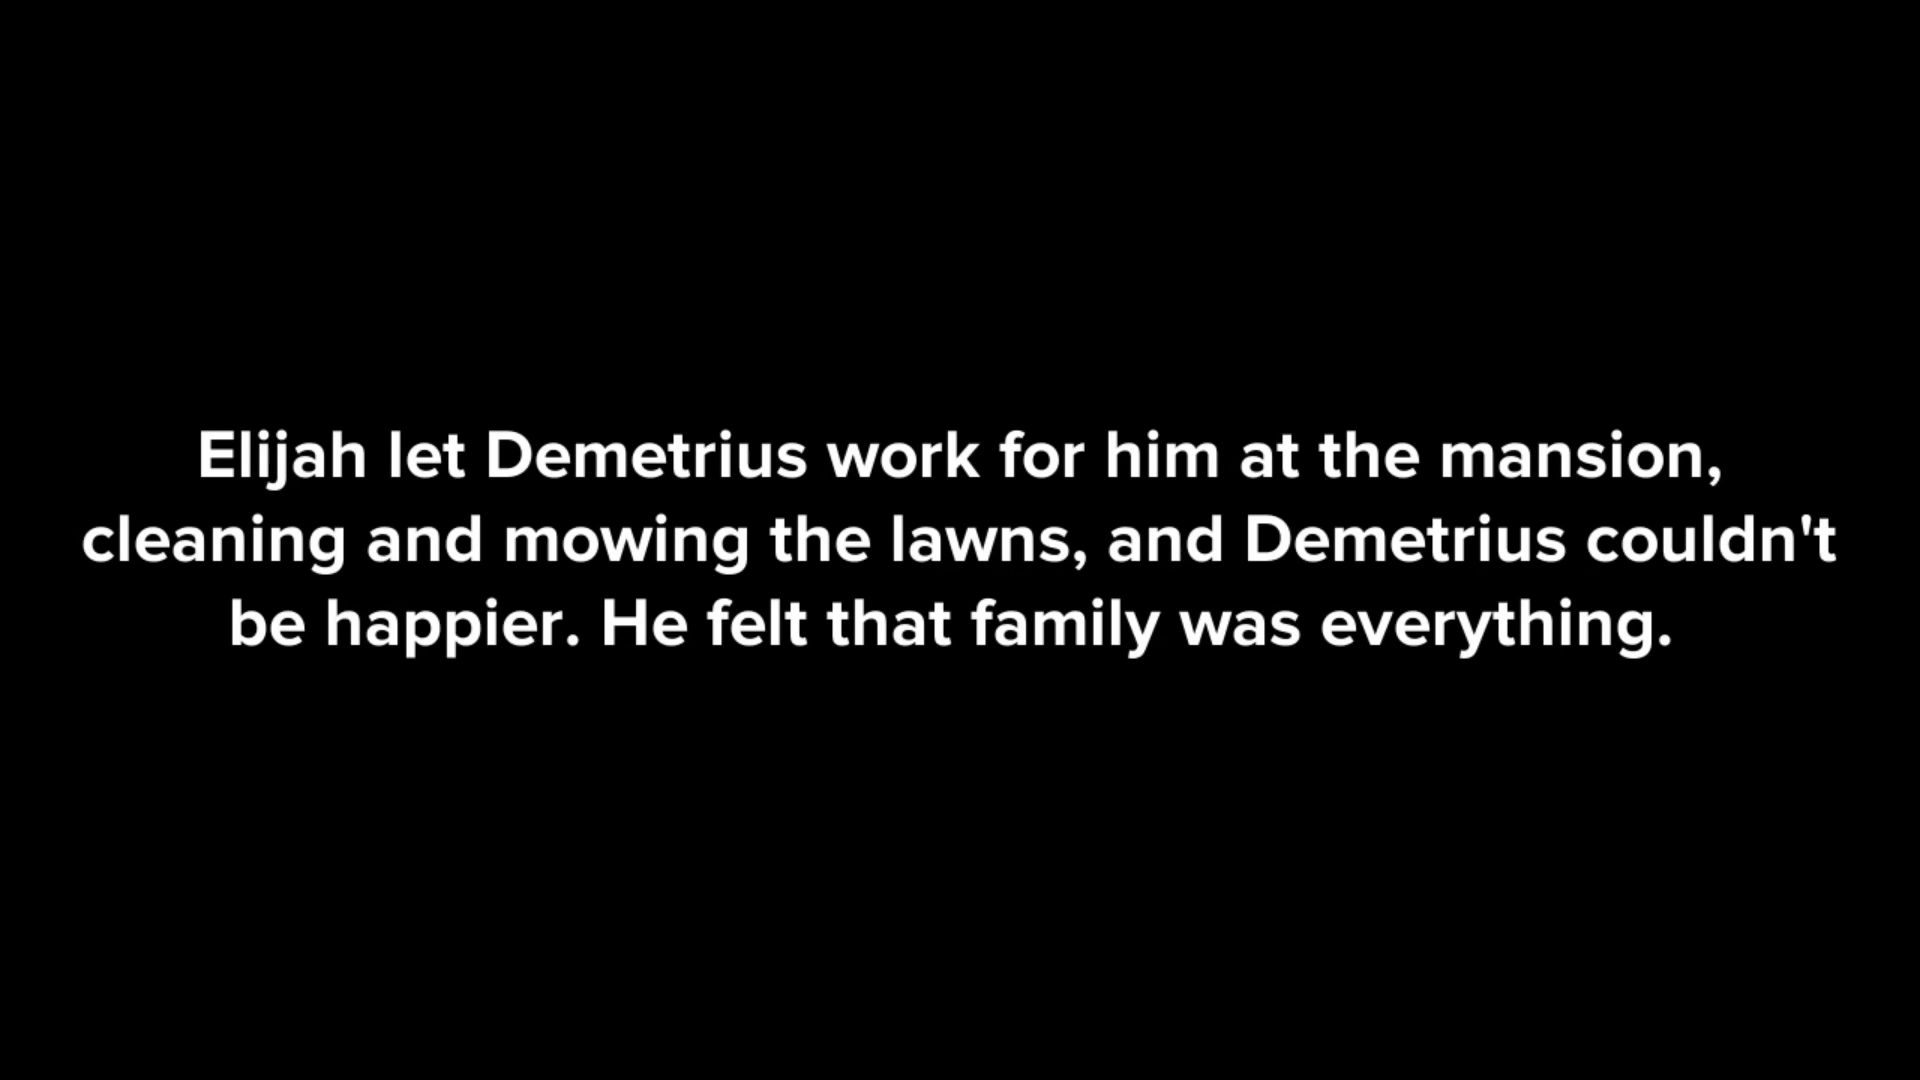 Elijah let Demetrius work for him at the mansion,
cleaning and mowing the lawns, and Demetrius couldn't
be happier. He felt that family was everything.